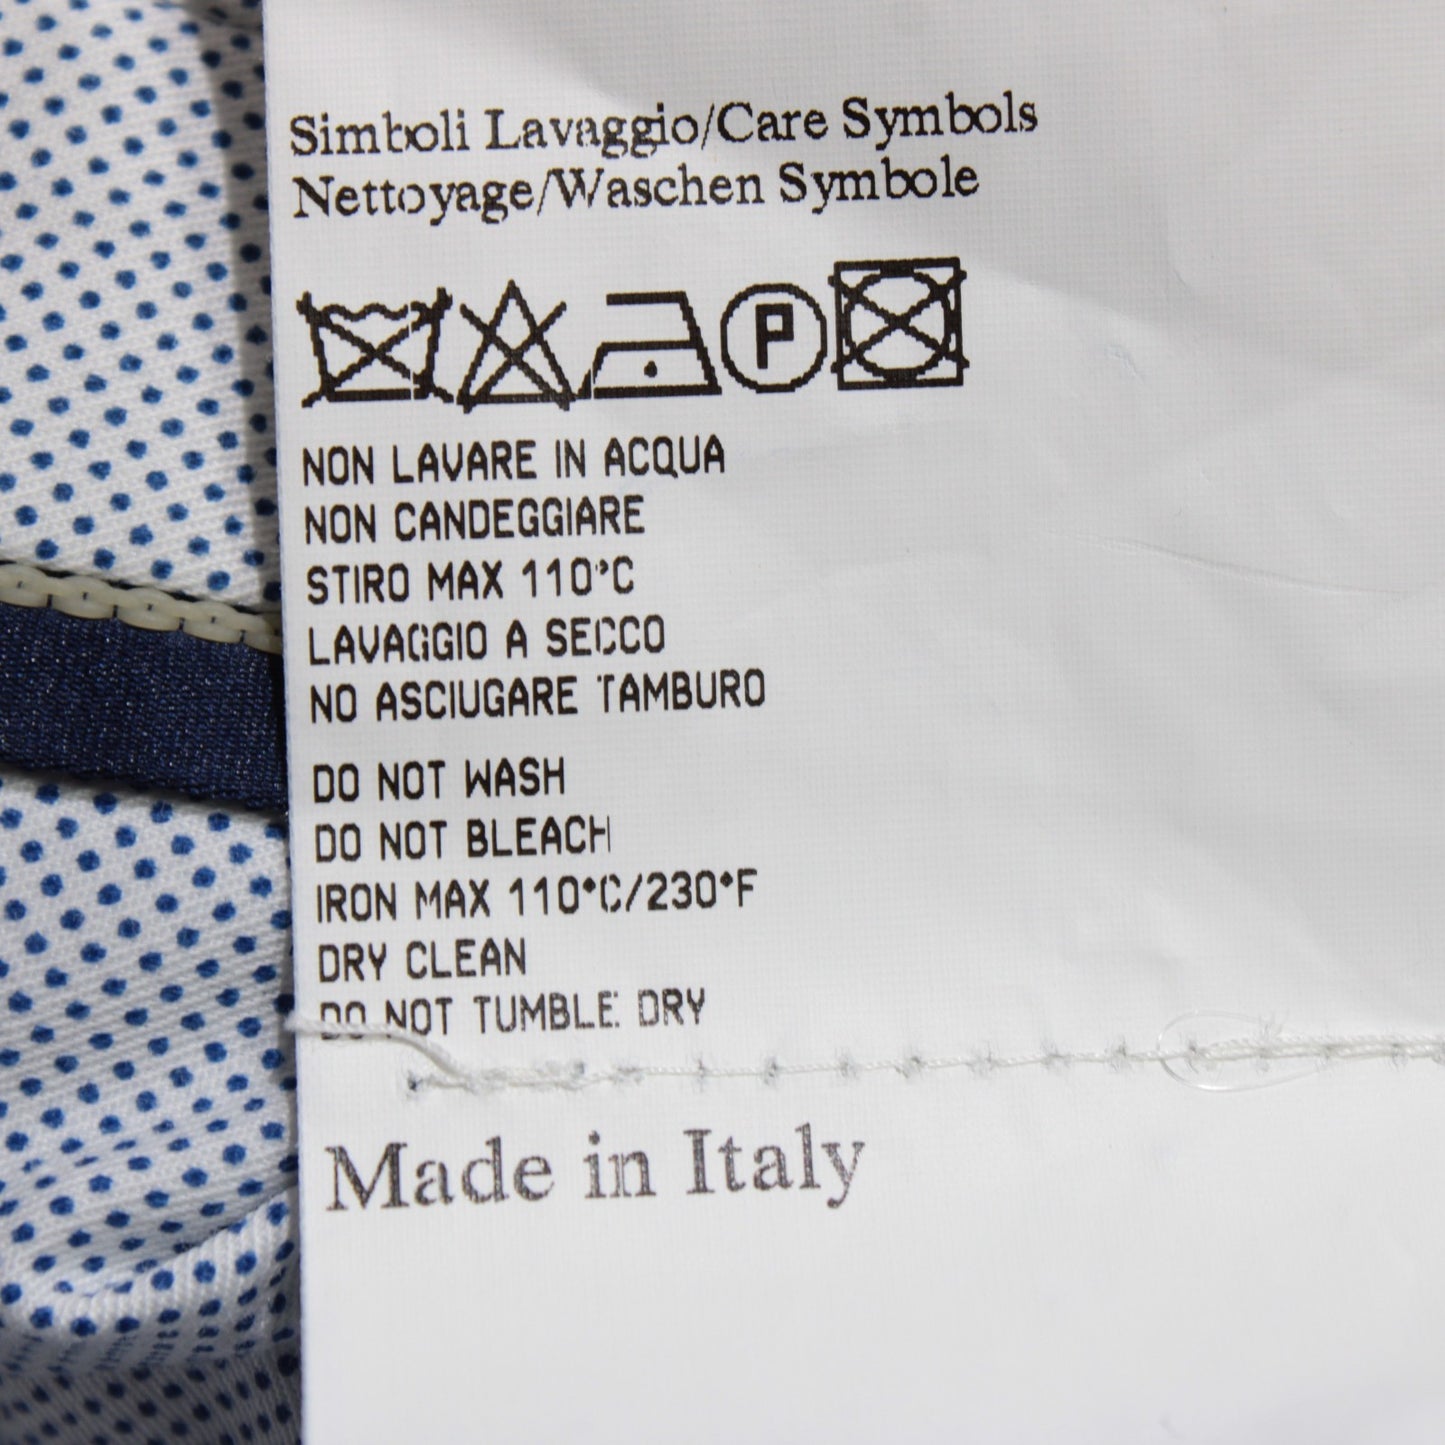 Simboli Lavaggio/Care Symbols
Nettoyage/Waschen Symbole
P
NON LAVARE IN ACQUA
NON CANDEGGIARE
STIRO MAX 110°C
LAVAGGIO A SECCO
NO ASCIUGARE TAMBURO
DO NOT WASH
DO NOT BLEACH
IRON MAX 110°C/230°F
DRY CLEAN
DO NOT TUMBLE DRY
Made in Italy